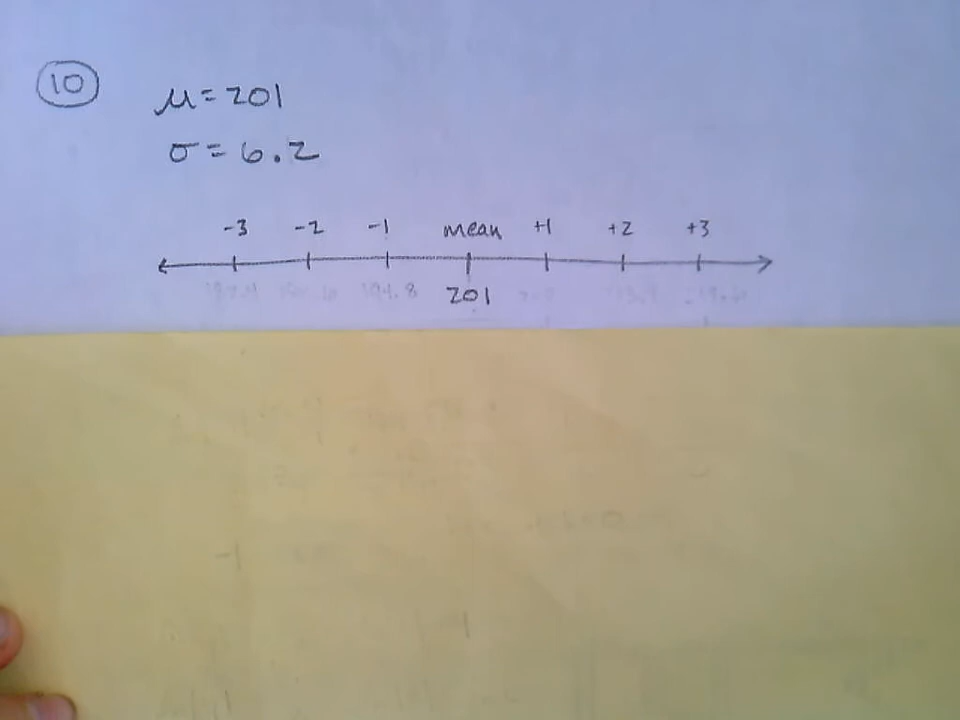 10
μ = 201
σ = 6.2
-3 -2 -1 mean +1 +2 +3
194.8 201